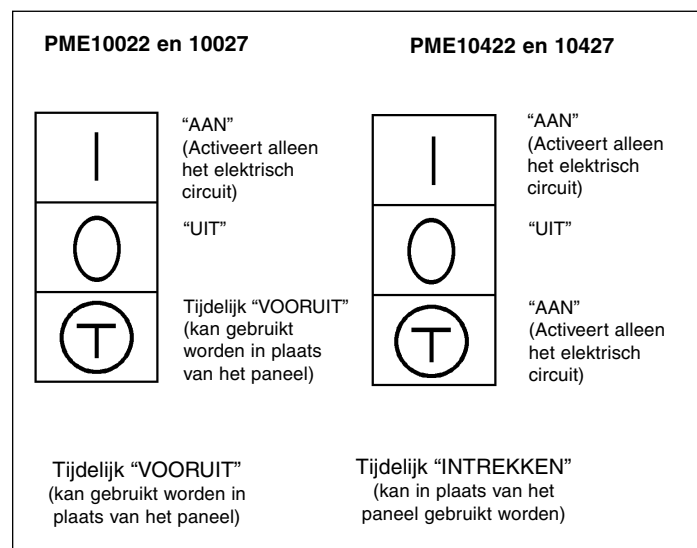 PME10022 en 10027
I
“AAN”
(Activeert alleen
het elektrisch
circuit)
O
“UIT”
T
Tijdelijk “VOORUIT”
(kan gebruikt
worden in plaats
van het paneel)
Tijdelijk “VOORUIT”
(kan gebruikt worden in
plaats van het paneel)
PME10422 en 10427
I
“AAN”
(Activeert alleen
het elektrisch
circuit)
O
“UIT”
T
“AAN”
(Activeert alleen
het elektrisch
circuit)
Tijdelijk “INTREKKEN”
(kan in plaats van het
paneel gebruikt worden)